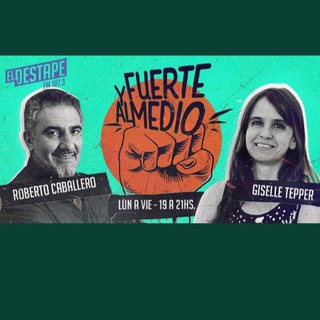 EL DESTAPE
FM 107.3
FUERTE
Y AL MEDIO
ROBERTO CABALLERO
GISELLE TEPPER
LUN A VIE - 19 A 21HS.